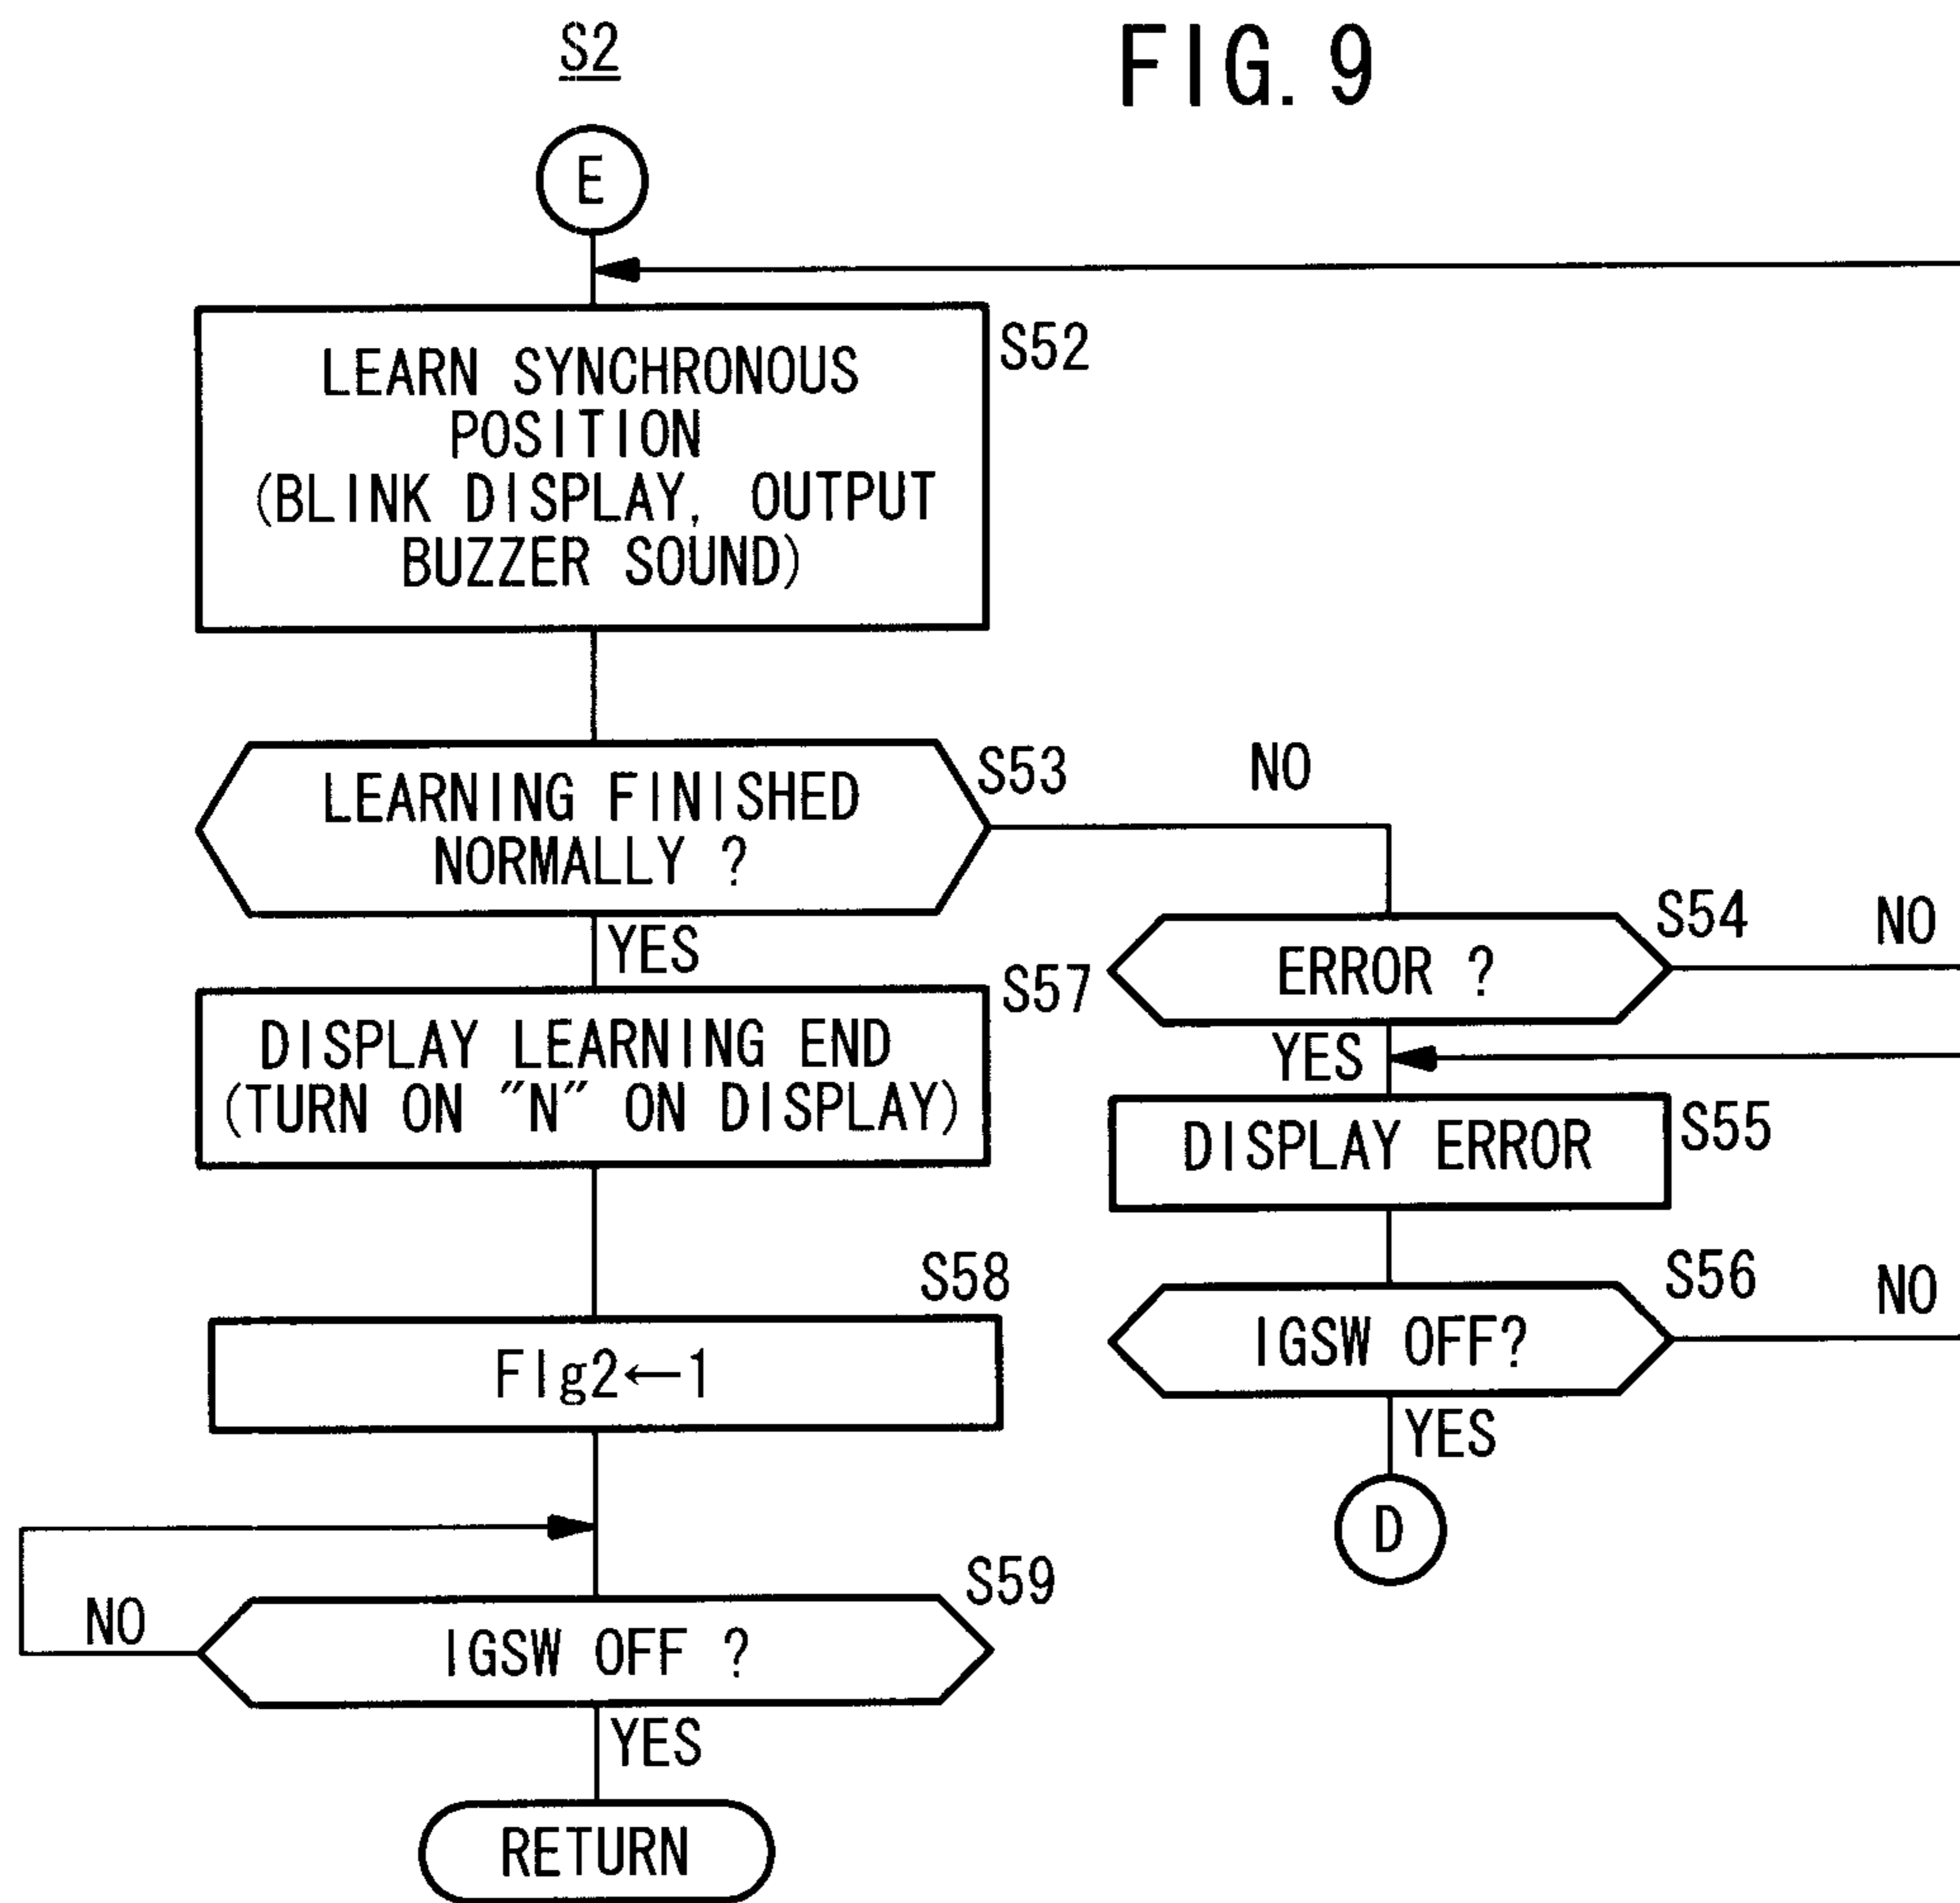 S2
FIG. 9
E
LEARN SYNCHRONOUS
POSITION
(BLINK DISPLAY, OUTPUT
BUZZER SOUND)
S52
LEARNING FINISHED
NORMALLY ?
S53
NO
YES
ERROR ?
S54
NO
YES
DISPLAY LEARNING END
(TURN ON "N" ON DISPLAY)
S57
DISPLAY ERROR
S55
S58
Flg2←1
IGSW OFF?
S56
NO
YES
D
IGSW OFF ?
S59
NO
YES
RETURN